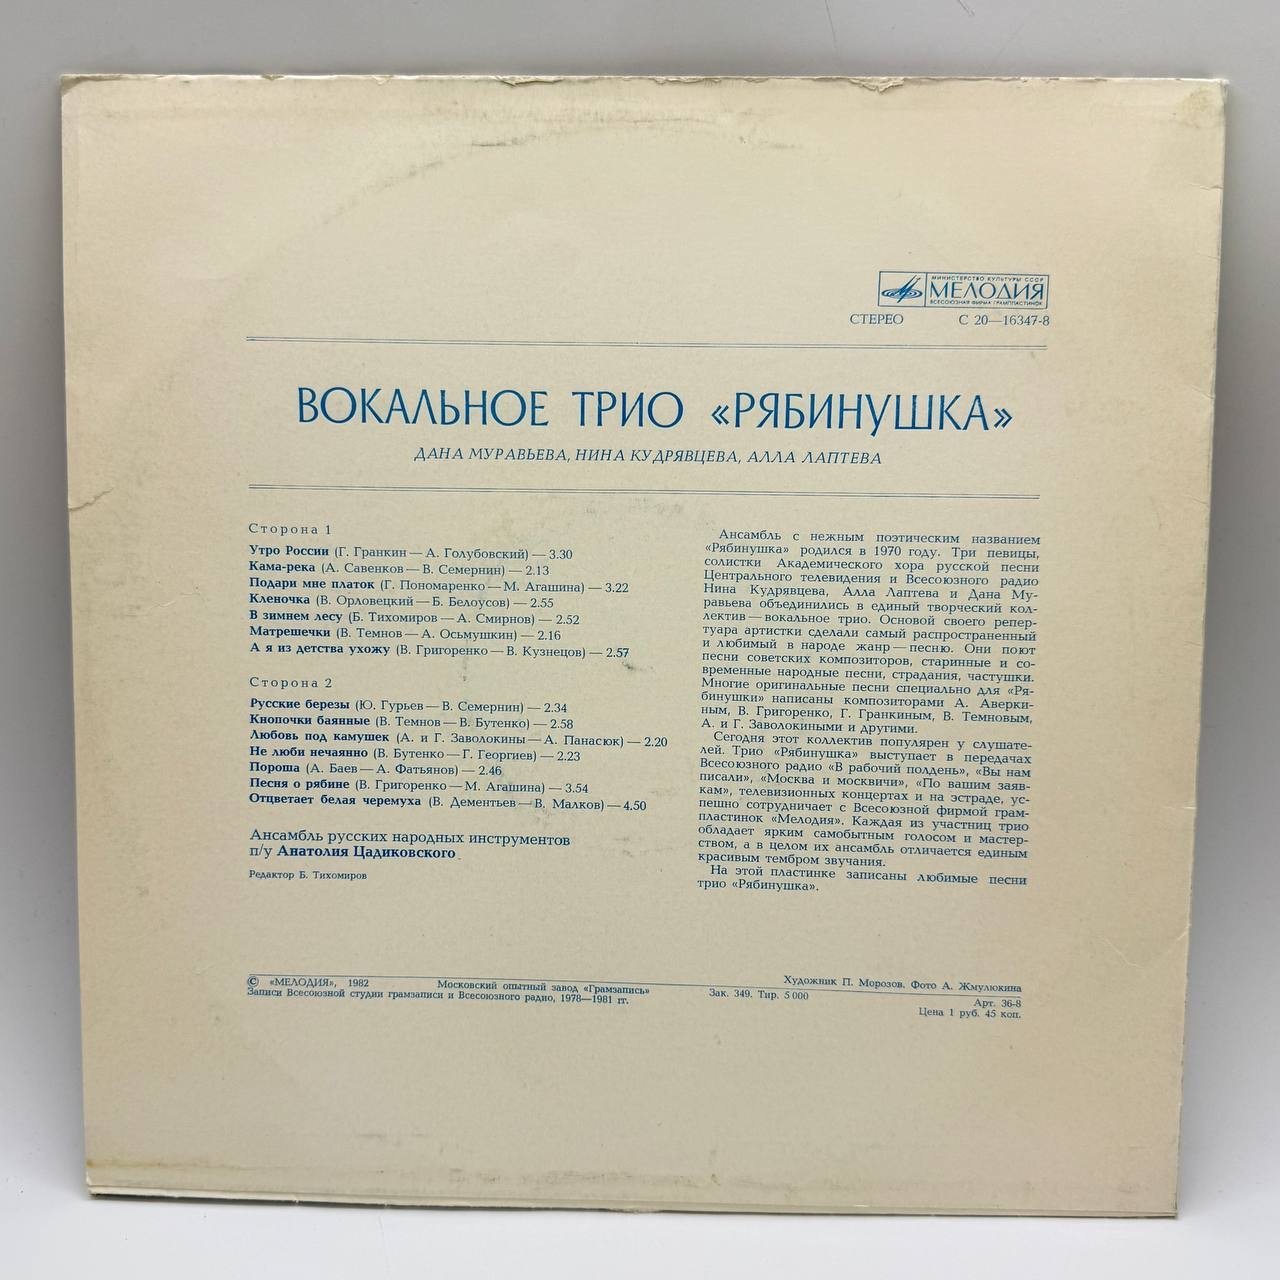 МИНИСТЕРСТВО КУЛЬТУРЫ СССР
МЕЛОДИЯ
ВСЕСОЮЗНАЯ ФИРМА ГРАМПЛАСТИНОК
СТЕРЕО С 20—16347-8
ВОКАЛЬНОЕ ТРИО «РЯБИНУШКА»
ДАНА МУРАВЬЕВА, НИНА КУДРЯВЦЕВА, АЛЛА ЛАПТЕВА
Сторона 1
Утро России (Г. Гранкин — А. Голубовский) — 3.30
Кама-река (А. Савенков — В. Семернин) — 2.13
Подари мне платок (Г. Пономаренко — М. Агашина) — 3.22
Кленочка (В. Орловецкий — Б. Белоусов) — 2.55
В зимнем лесу (Б. Тихомиров — А. Смирнов) — 2.52
Матрешечки (В. Темнов — А. Осьмушкин) — 2.16
А я из детства ухожу (В. Григоренко — В. Кузнецов) — 2.57
Сторона 2
Русские березы (Ю. Гурьев — В. Семернин) — 2.34
Кнопочки баянные (В. Темнов — В. Бутенко) — 2.58
Любовь под камушек (А. и Г. Заволокины — А. Панасюк) — 2.20
Не люби нечаянно (В. Бутенко — Г. Георгиев) — 2.23
Пороша (А. Баев — А. Фатьянов) — 2.46
Песня о рябине (В. Григоренко — М. Агашина) — 3.54
Отцветает белая черемуха (В. Дементьев — В. Малков) — 4.50
Ансамбль русских народных инструментов
п/у Анатолия Цадиковского
Редактор Б. Тихомиров
Ансамбль с нежным поэтическим названием
«Рябинушка» родился в 1970 году. Три певицы,
солистки Академического хора русской песни
Центрального телевидения и Всесоюзного радио
Нина Кудрявцева, Алла Лаптева и Дана Му-
равьева объединились в единый творческий кол-
лектив — вокальное трио. Основой своего репер-
туара артистки сделали самый распространенный
и любимый в народе жанр — песню. Они поют
песни советских композиторов, старинные и со-
временные народные песни, страдания, частушки.
Многие оригинальные песни специально для «Ря-
бинушки» написаны композиторами А. Аверки-
ным, В. Григоренко, Г. Гранкиным, В. Темновым,
А. и Г. Заволокиными и другими.
Сегодня этот коллектив популярен у слушате-
лей. Трио «Рябинушка» выступает в передачах
Всесоюзного радио «В рабочий полдень», «Вы нам
писали», «Москва и москвичи», «По вашим заяв-
кам», телевизионных концертах и на эстраде, ус-
пешно сотрудничает с Всесоюзной фирмой грам-
пластинок «Мелодия». Каждая из участниц трио
обладает ярким самобытным голосом и мастер-
ством, а в целом их ансамбль отличается единым
красивым тембром звучания.
На этой пластинке записаны любимые песни
трио «Рябинушка».
© «МЕЛОДИЯ», 1982 Московский опытный завод «Грамзапись» Художник П. Морозов. Фото А. Жмулюкина
Записи Всесоюзной студии грамзаписи и Всесоюзного радио, 1978—1981 гг. Зак. 349. Тир. 5 000 Арт. 36-8
Цена 1 руб. 45 коп.